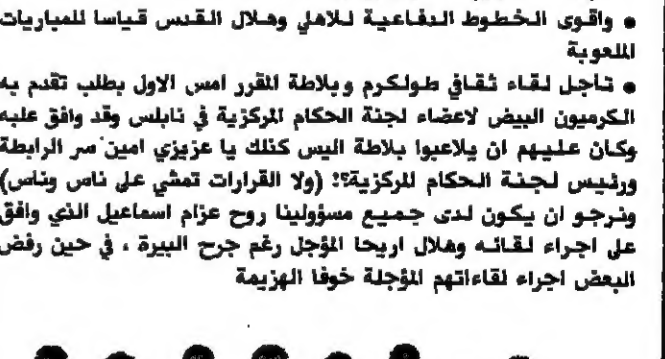 • واقوى الخطوط الدفاعية للاهلي وهلال القدس قياسا للمباريات
الملعوبة
• تاجل لقاء ثقافي طولكرم وبلاطة المقرر امس الاول بطلب تقدم به
الكرميون البيض لاعضاء لجنة الحكام المركزية في نابلس وقد وافق عليه
وكان عليهم ان يلاعبوا بلاطة اليس كذلك يا عزيزي امين سر الرابطة
ورئيس لجنة الحكام المركزية؟! (ولا القرارات تمشي على ناس وناس)
ونرجو ان يكون لدى جميع مسؤولينا روح عزام اسماعيل الذي وافق
على اجراء لقائه وهلال اريحا المؤجل رغم جرح البيرة ، في حين رفض
البعض اجراء لقاءاتهم المؤجلة خوفا الهزيمة